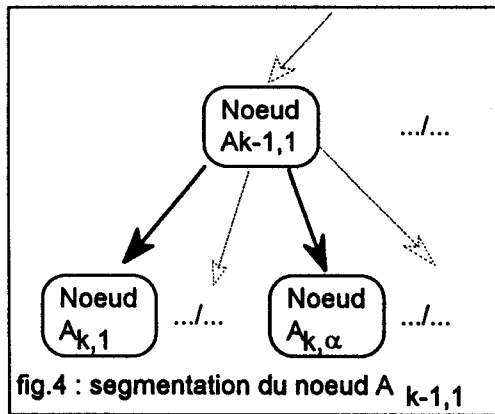 Noeud
Ak-1,1
.../...
Noeud
Ak,1
.../...
Noeud
Ak,α
.../...
fig.4 : segmentation du noeud A k-1,1